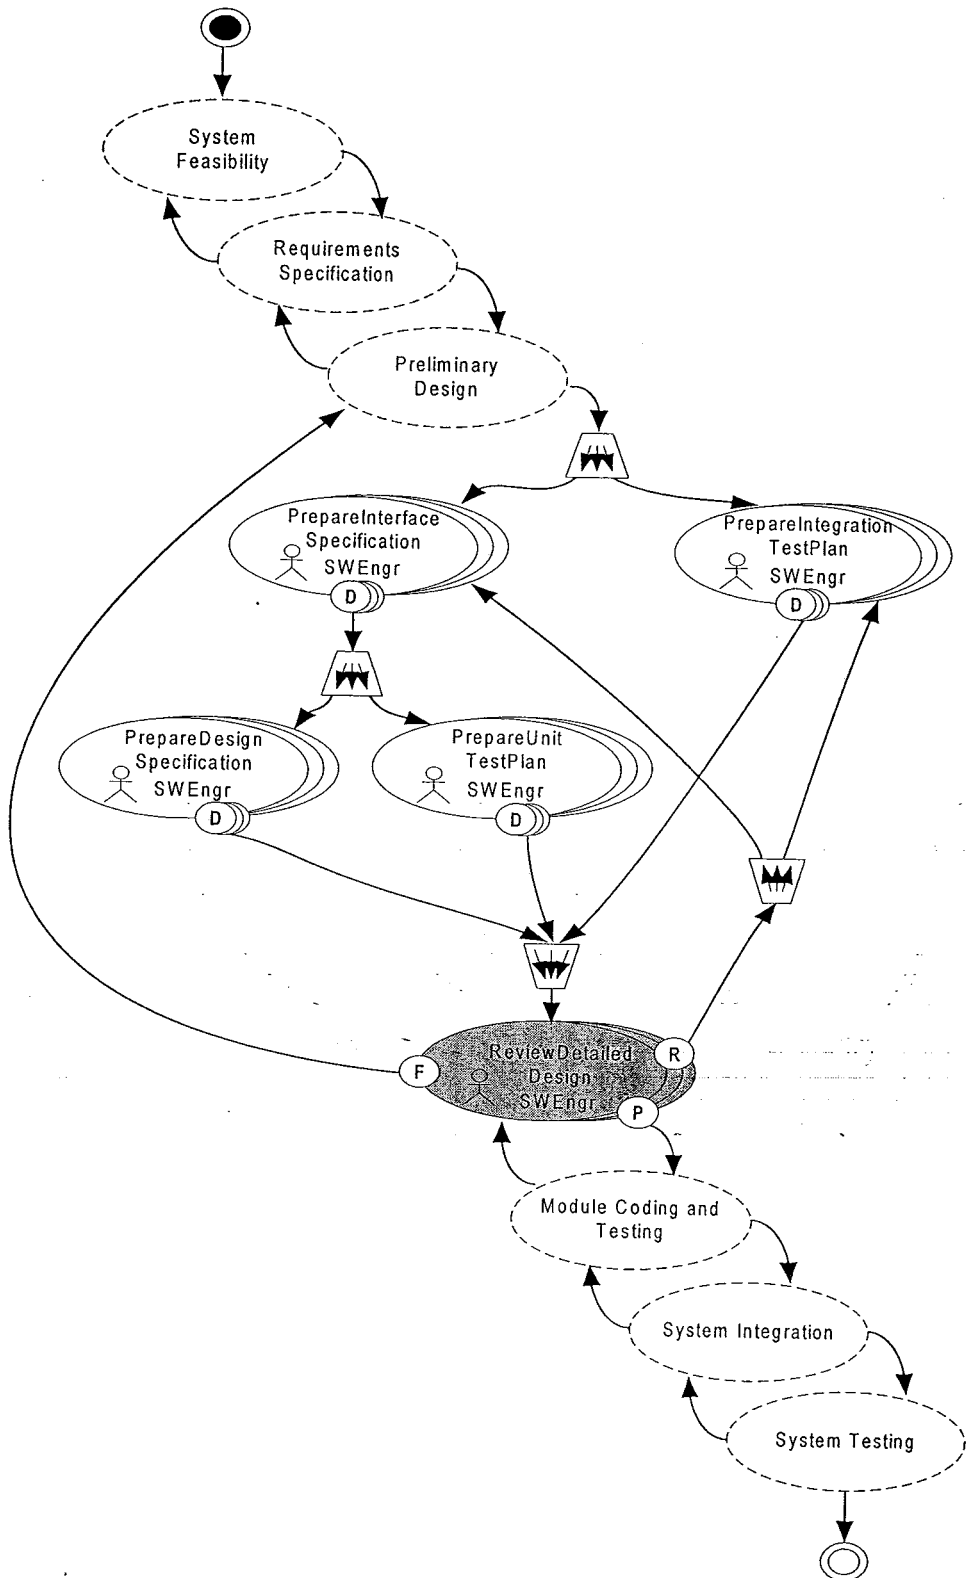 System
Feasibility
Requirements
Specification
Preliminary
Design
PrepareInterface
Specification
SWEngr
D
PrepareIntegration
TestPlan
SWEngr
D
PrepareDesign
Specification
SWEngr
D
PrepareUnit
TestPlan
SWEngr
D
ReviewDetailed
Design
SWEngr
F
R
P
Module Coding and
Testing
System Integration
System Testing